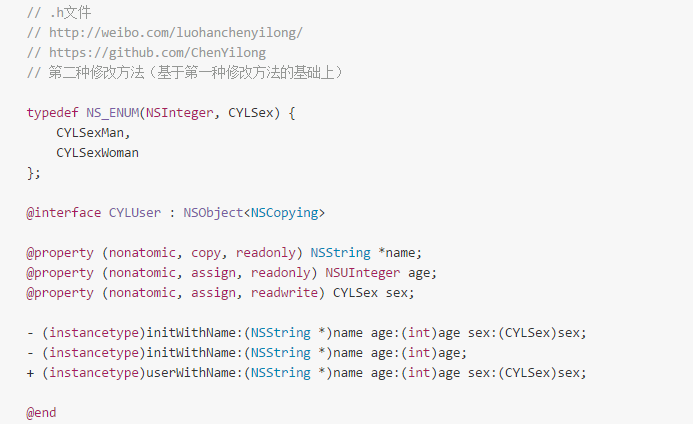 // .h文件
// http://weibo.com/luohanchenyilong/
// https://github.com/ChenYilong
// 第二种修改方法（基于第一种修改方法的基础上）
typedef NS_ENUM(NSInteger, CYLSex) {
    CYLSexMan,
    CYLSexWoman
};
@interface CYLUser : NSObject<NSCopying>
@property (nonatomic, copy, readonly) NSString *name;
@property (nonatomic, assign, readonly) NSUInteger age;
@property (nonatomic, assign, readwrite) CYLSex sex;
- (instancetype)initWithName:(NSString *)name age:(int)age sex:(CYLSex)sex;
- (instancetype)initWithName:(NSString *)name age:(int)age;
+ (instancetype)userWithName:(NSString *)name age:(int)age sex:(CYLSex)sex;
@end